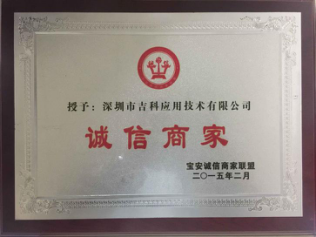 授予：深圳市吉科应用技术有限公司
诚信商家
宝安诚信商家联盟
二〇一五年二月